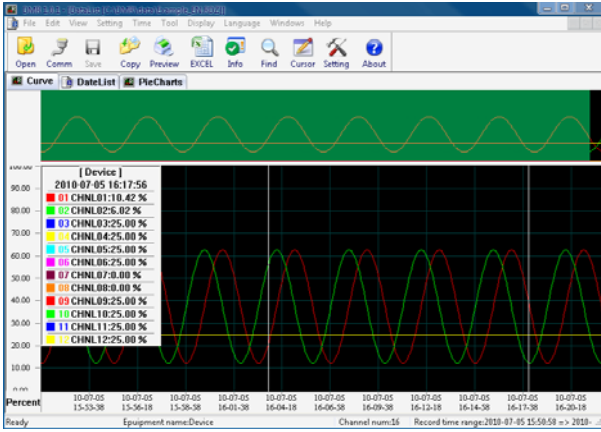 File Edit View Setting Time Tool Display Language Windows Help
Open Comm Save Copy Preview EXCEL Info Find Cursor Setting About
Curve DateList PieCharts
100.00
90.00
80.00
70.00
60.00
50.00
40.00
30.00
20.00
10.00
0.00
[ Device ]
2010-07-05 16:17:56
01 CHNL01:10.42 %
02 CHNL02:6.02 %
03 CHNL03:25.00 %
04 CHNL04:25.00 %
05 CHNL05:25.00 %
06 CHNL06:25.00 %
07 CHNL07:0.00 %
08 CHNL08:0.00 %
09 CHNL09:25.00 %
10 CHNL10:25.00 %
11 CHNL11:25.00 %
12 CHNL12:25.00 %
Percent
10-07-05 10-07-05 10-07-05 10-07-05 10-07-05 10-07-05 10-07-05 10-07-05 10-07-05 10-07-05 10-07-05
15-53-38 15-56-18 15-58-58 16-01-38 16-04-18 16-06-58 16-09-38 16-12-18 16-14-58 16-17-38 16-20-18
Ready Epuipment name:Device Channel num:16 Record time range:2010-07-05 15:50:58 => 2010-